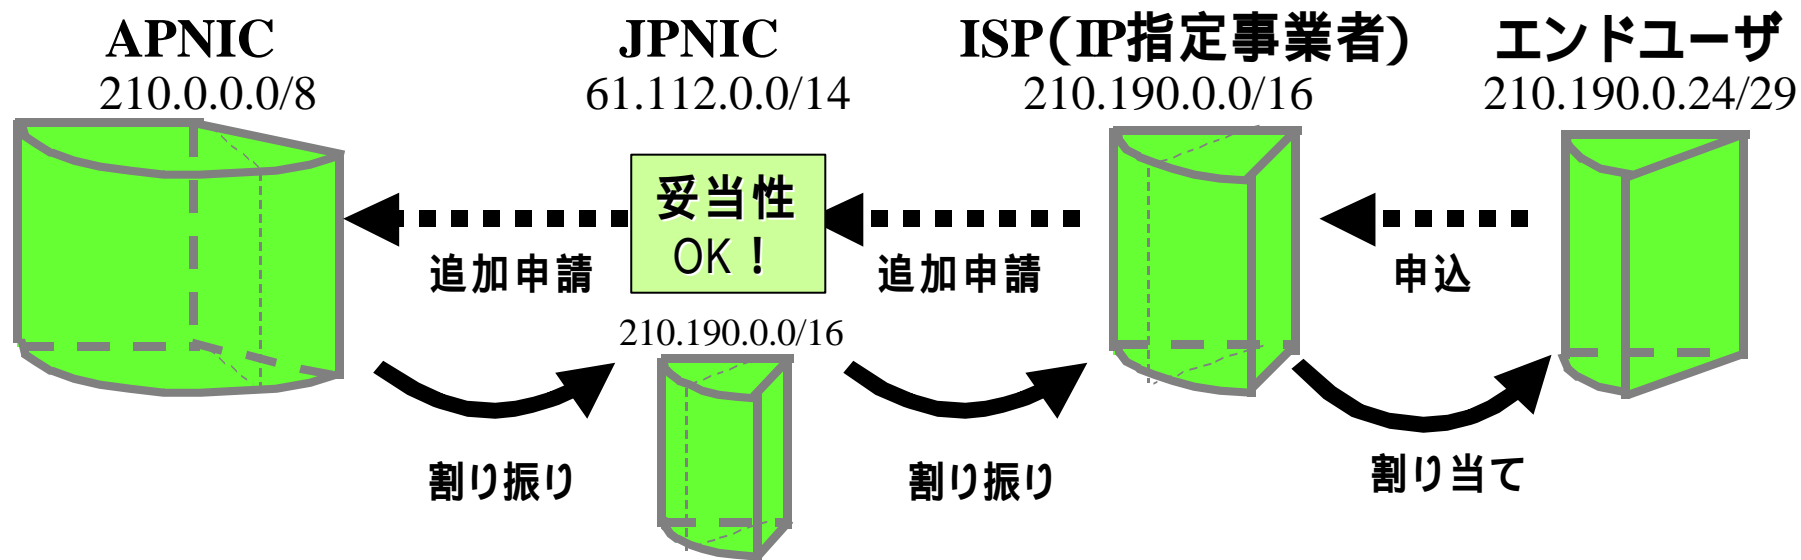 APNIC
210.0.0.0/8
JPNIC
61.112.0.0/14
ISP(IP指定事業者)
210.190.0.0/16
エンドユーザ
210.190.0.24/29
追加申請
妥当性
OK！
追加申請
申込
210.190.0.0/16
割り振り
割り振り
割り当て